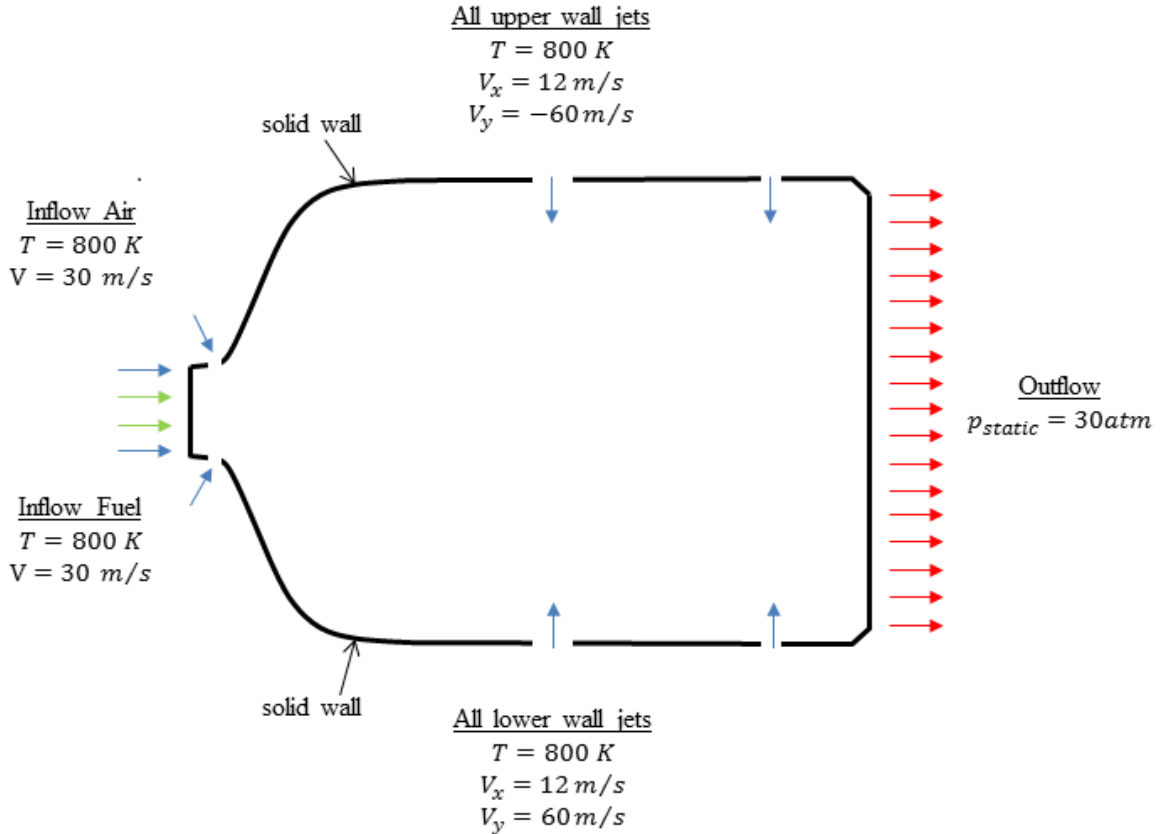 All upper wall jets
T = 800 K
V_x = 12 m/s
V_y = −60 m/s
solid wall
Inflow Air
T = 800 K
V = 30 m/s
Outflow
p_static = 30atm
Inflow Fuel
T = 800 K
V = 30 m/s
solid wall
All lower wall jets
T = 800 K
V_x = 12 m/s
V_y = 60 m/s